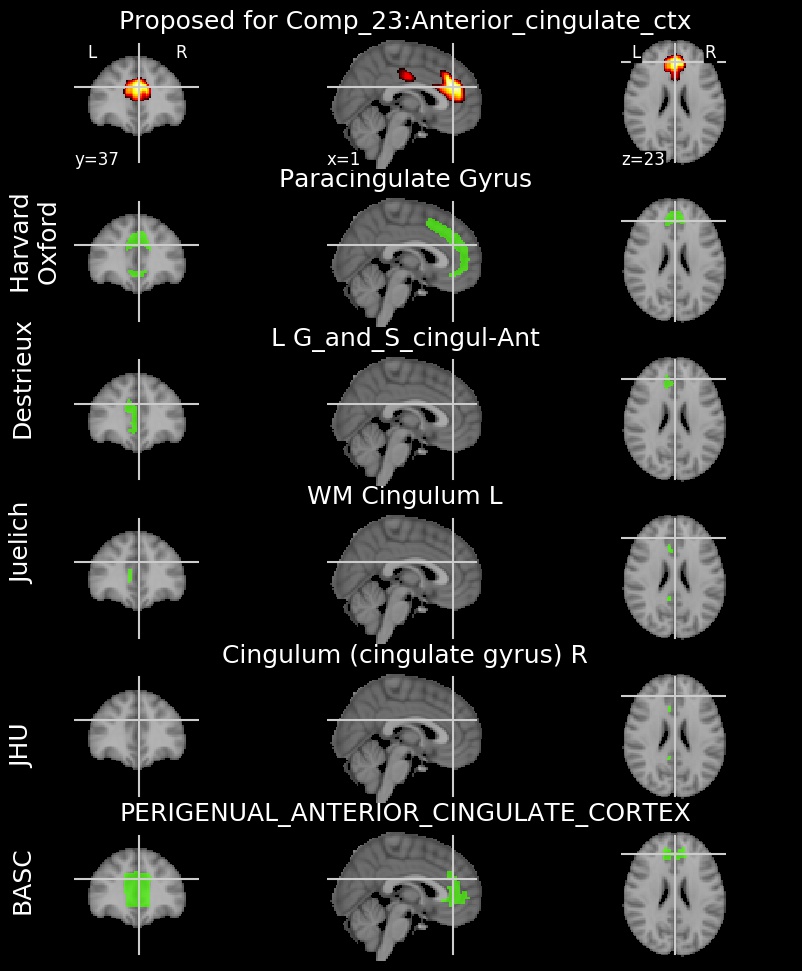 Proposed for Comp_23:Anterior_cingulate_ctx
L R
L R
y=37
x=1
z=23
Paracingulate Gyrus
Harvard
Oxford
L G_and_S_cingul-Ant
Destrieux
WM Cingulum L
Juelich
Cingulum (cingulate gyrus) R
JHU
PERIGENUAL_ANTERIOR_CINGULATE_CORTEX
BASC